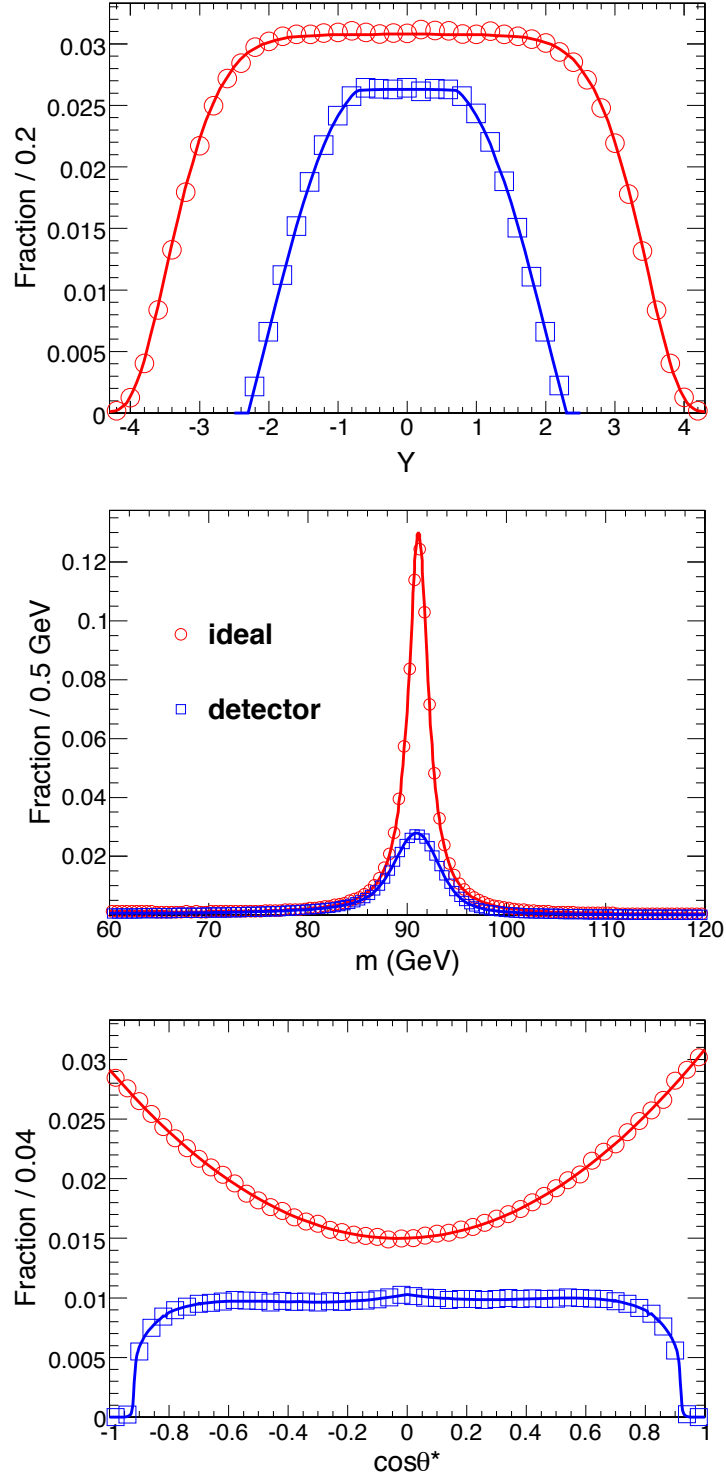 Fraction / 0.2
0.03
0.025
0.02
0.015
0.01
0.005
0
-4 -3 -2 -1 0 1 2 3 4
Y
Fraction / 0.5 GeV
0.12
0.1
0.08
0.06
0.04
0.02
ideal
detector
60 70 80 90 100 110 120
m (GeV)
Fraction / 0.04
0.03
0.025
0.02
0.015
0.01
0.005
0
-1 -0.8 -0.6 -0.4 -0.2 0 0.2 0.4 0.6 0.8 1
cosθ*